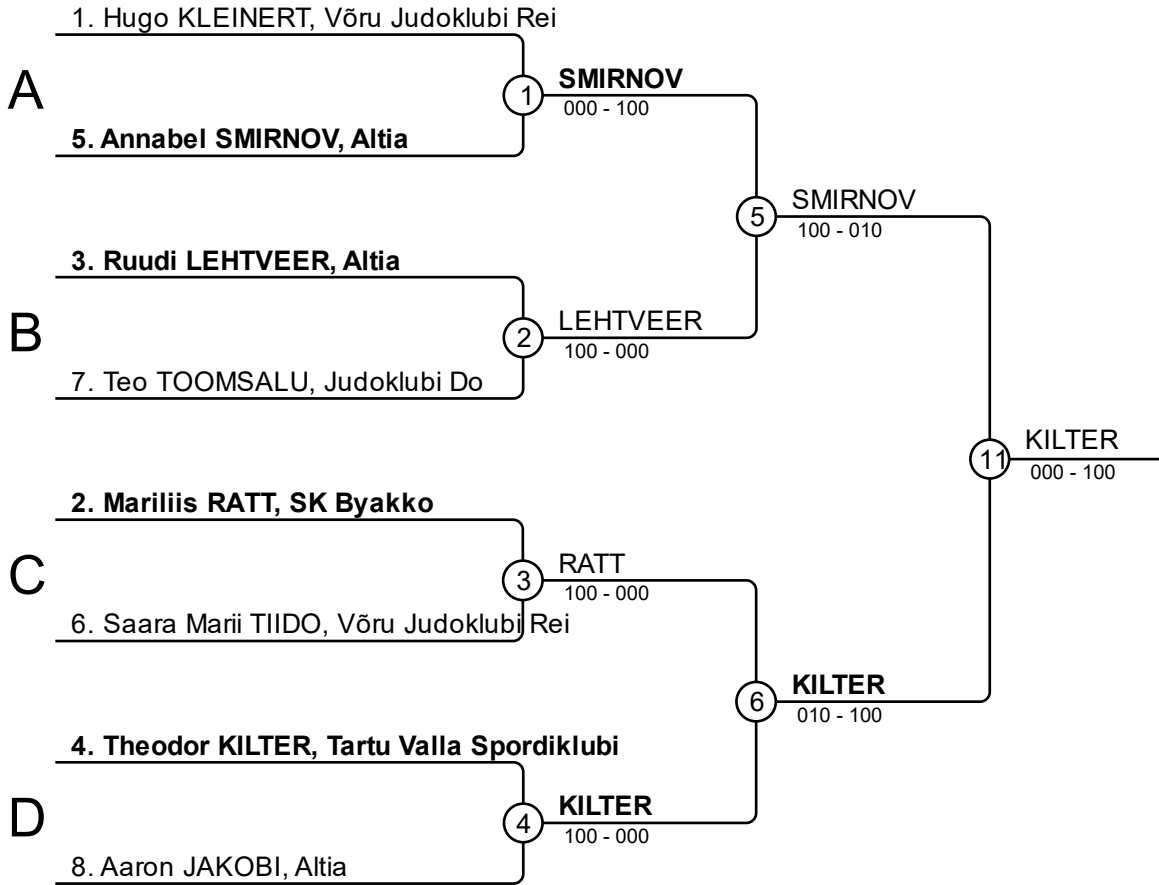 1. Hugo KLEINERT, Võru Judoklubi Rei
A
1
SMIRNOV
000 - 100
5. Annabel SMIRNOV, Altia
5
SMIRNOV
100 - 010
3. Ruudi LEHTVEER, Altia
B
2
LEHTVEER
100 - 000
7. Teo TOOMSALU, Judoklubi Do
11
KILTER
000 - 100
2. Mariliis RATT, SK Byakko
C
3
RATT
100 - 000
6. Saara Marii TIIDO, Võru Judoklubi Rei
6
KILTER
010 - 100
4. Theodor KILTER, Tartu Valla Spordiklubi
D
4
KILTER
100 - 000
8. Aaron JAKOBI, Altia